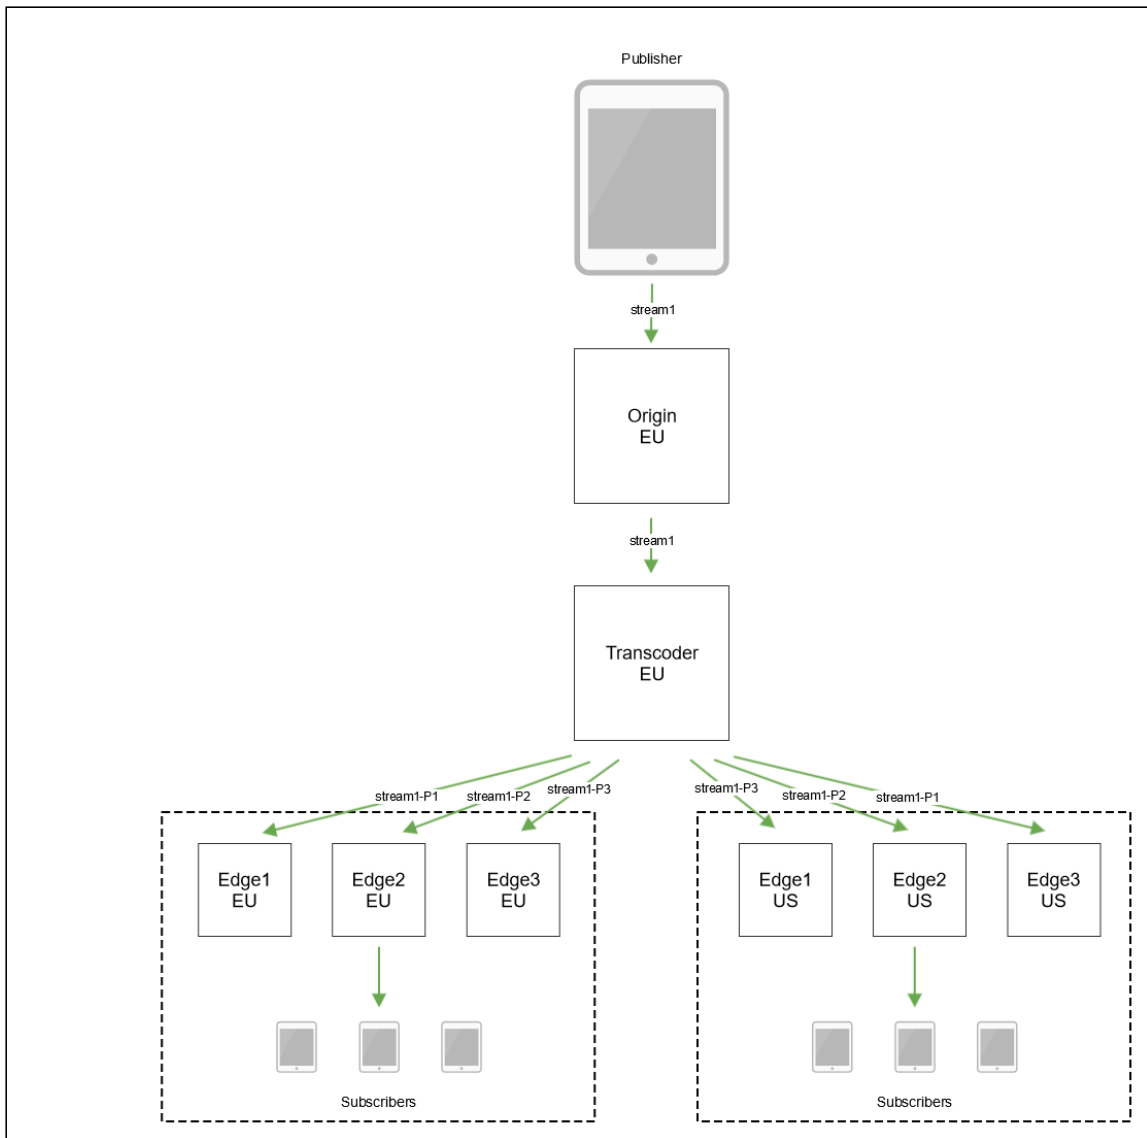 Publisher
stream1
Origin
EU
stream1
Transcoder
EU
stream1-P1
stream1-P2
stream1-P3
stream1-P3
stream1-P2
stream1-P1
Edge1
EU
Edge2
EU
Edge3
EU
Edge1
US
Edge2
US
Edge3
US
Subscribers
Subscribers